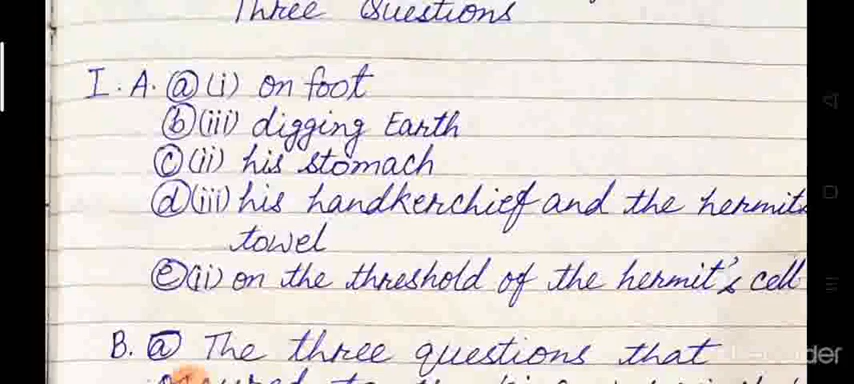 Three Questions
I. A. (a) (i) on foot
(b) (iii) digging Earth
(c) (ii) his stomach
(d) (iii) his handkerchief and the hermits
towel
(e) (ii) on the threshold of the hermit's cell
B. (a) The three questions that